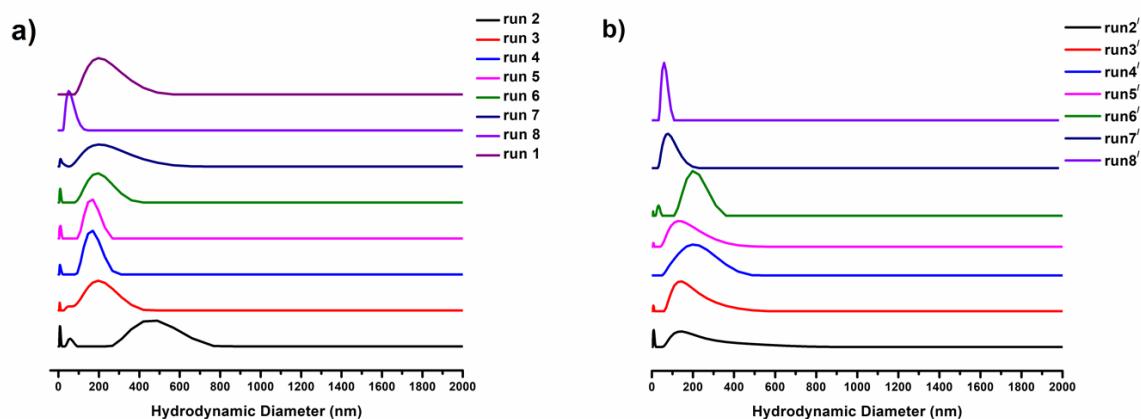 a)
run 2
run 3
run 4
run 5
run 6
run 7
run 8
run 1
0 200 400 600 800 1000 1200 1400 1600 1800 2000
Hydrodynamic Diameter (nm)
b)
run2/
run3/
run4/
run5/
run6/
run7/
run8/
0 200 400 600 800 1000 1200 1400 1600 1800 2000
Hydrodynamic Diameter (nm)